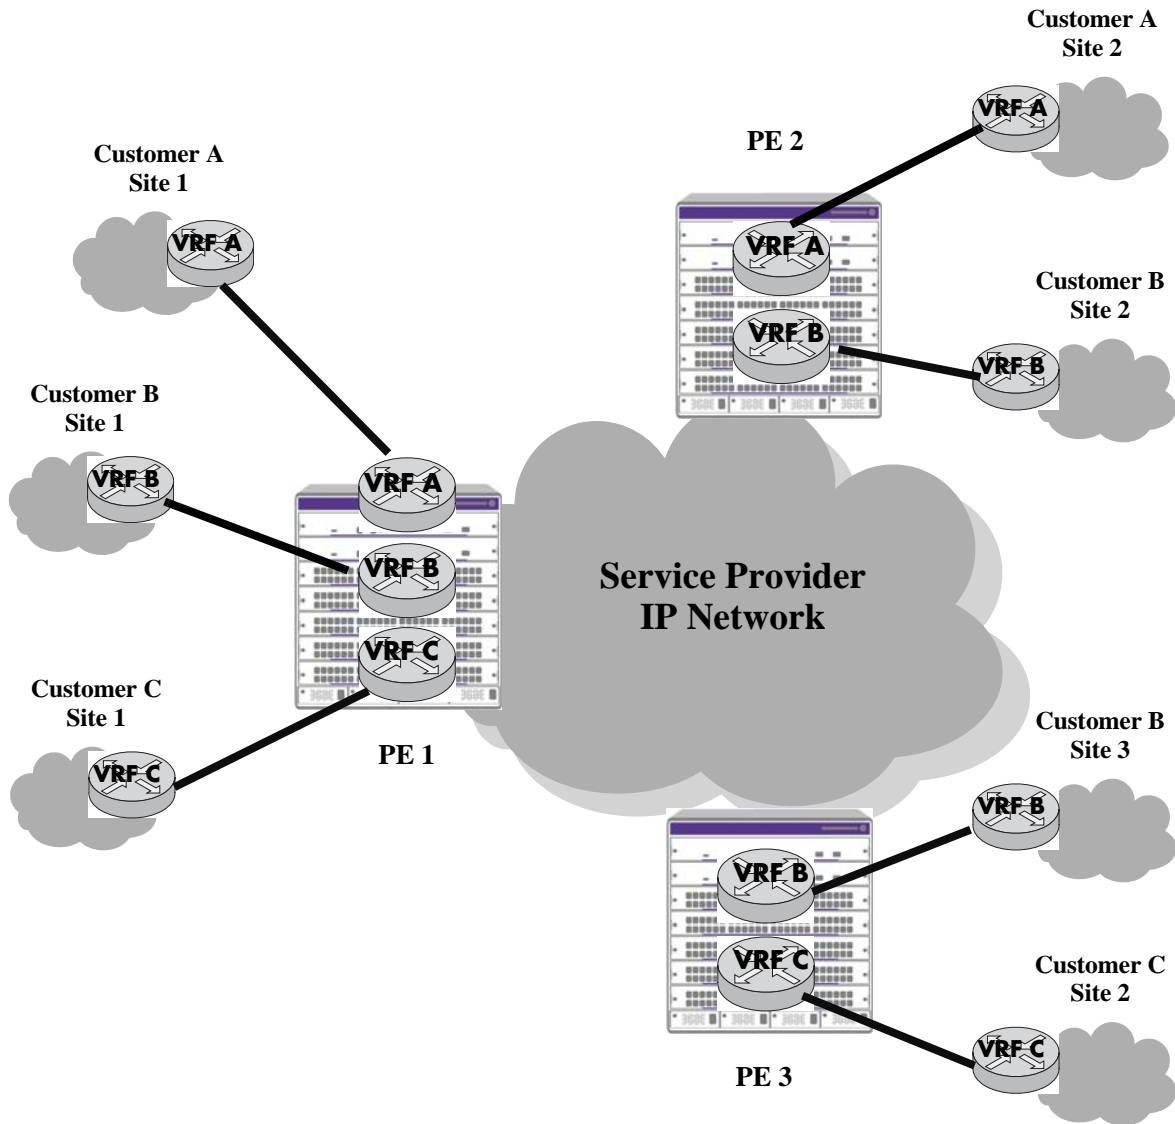 Customer A
Site 2
VRF A
PE 2
Customer A
Site 1
VRF A
VRF A
VRF B
Customer B
Site 2
VRF B
Customer B
Site 1
VRF B
VRF A
VRF B
VRF C
Service Provider
IP Network
Customer C
Site 1
VRF C
PE 1
Customer B
Site 3
VRF B
VRF B
VRF C
Customer C
Site 2
VRF C
PE 3